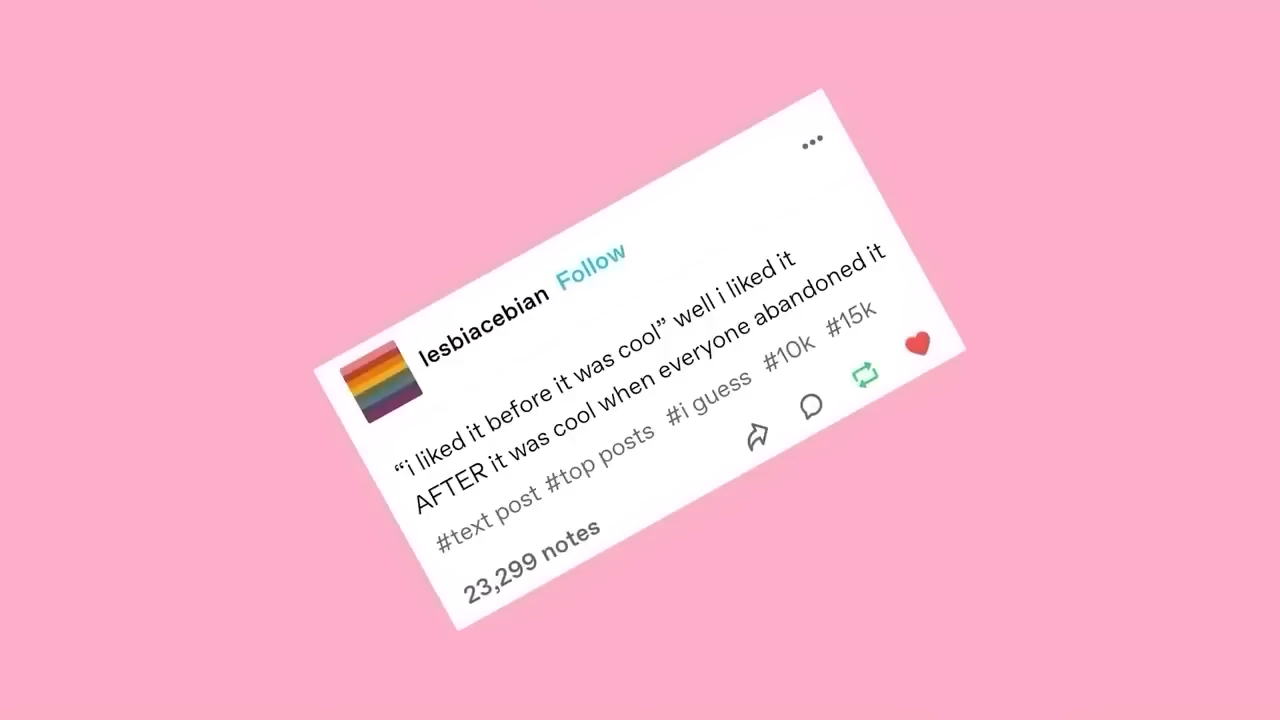 lesbiacebian Follow
“i liked it before it was cool” well i liked it
AFTER it was cool when everyone abandoned it
#text post #top posts #i guess #10k #15k
23,299 notes